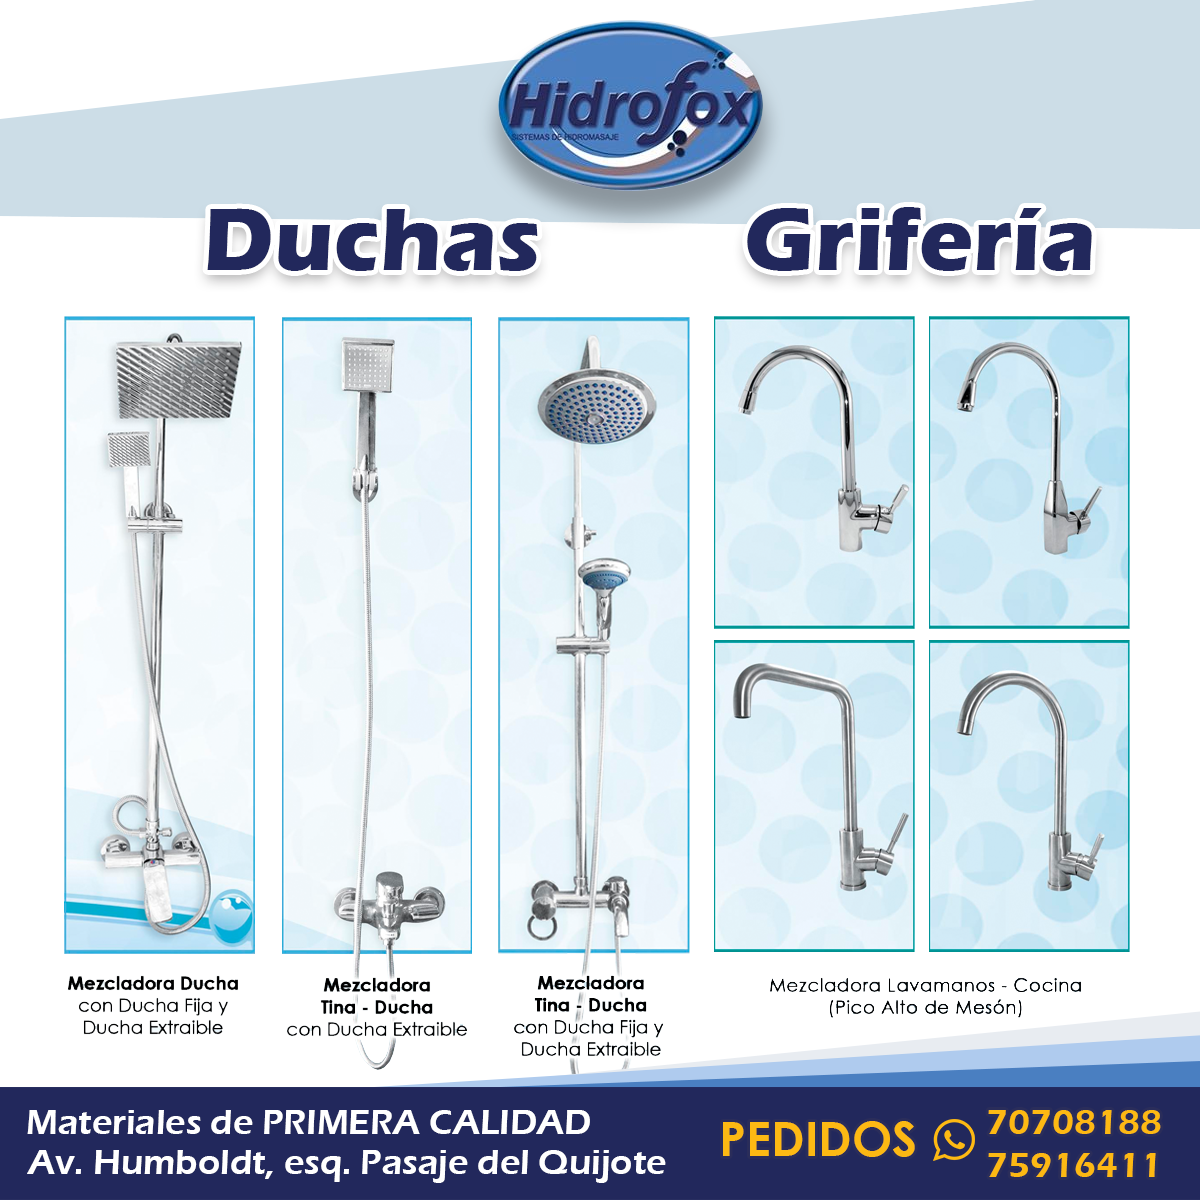 Hidrofox
SISTEMAS DE HIDROMASAJE
Duchas
Grifería
Mezcladora Ducha
con Ducha Fija y
Ducha Extraible
Mezcladora
Tina - Ducha
con Ducha Extraible
Mezcladora
Tina - Ducha
con Ducha Fija y
Ducha Extraible
Mezcladora Lavamanos - Cocina
(Pico Alto de Mesón)
Materiales de PRIMERA CALIDAD
Av. Humboldt, esq. Pasaje del Quijote
PEDIDOS
70708188
75916411